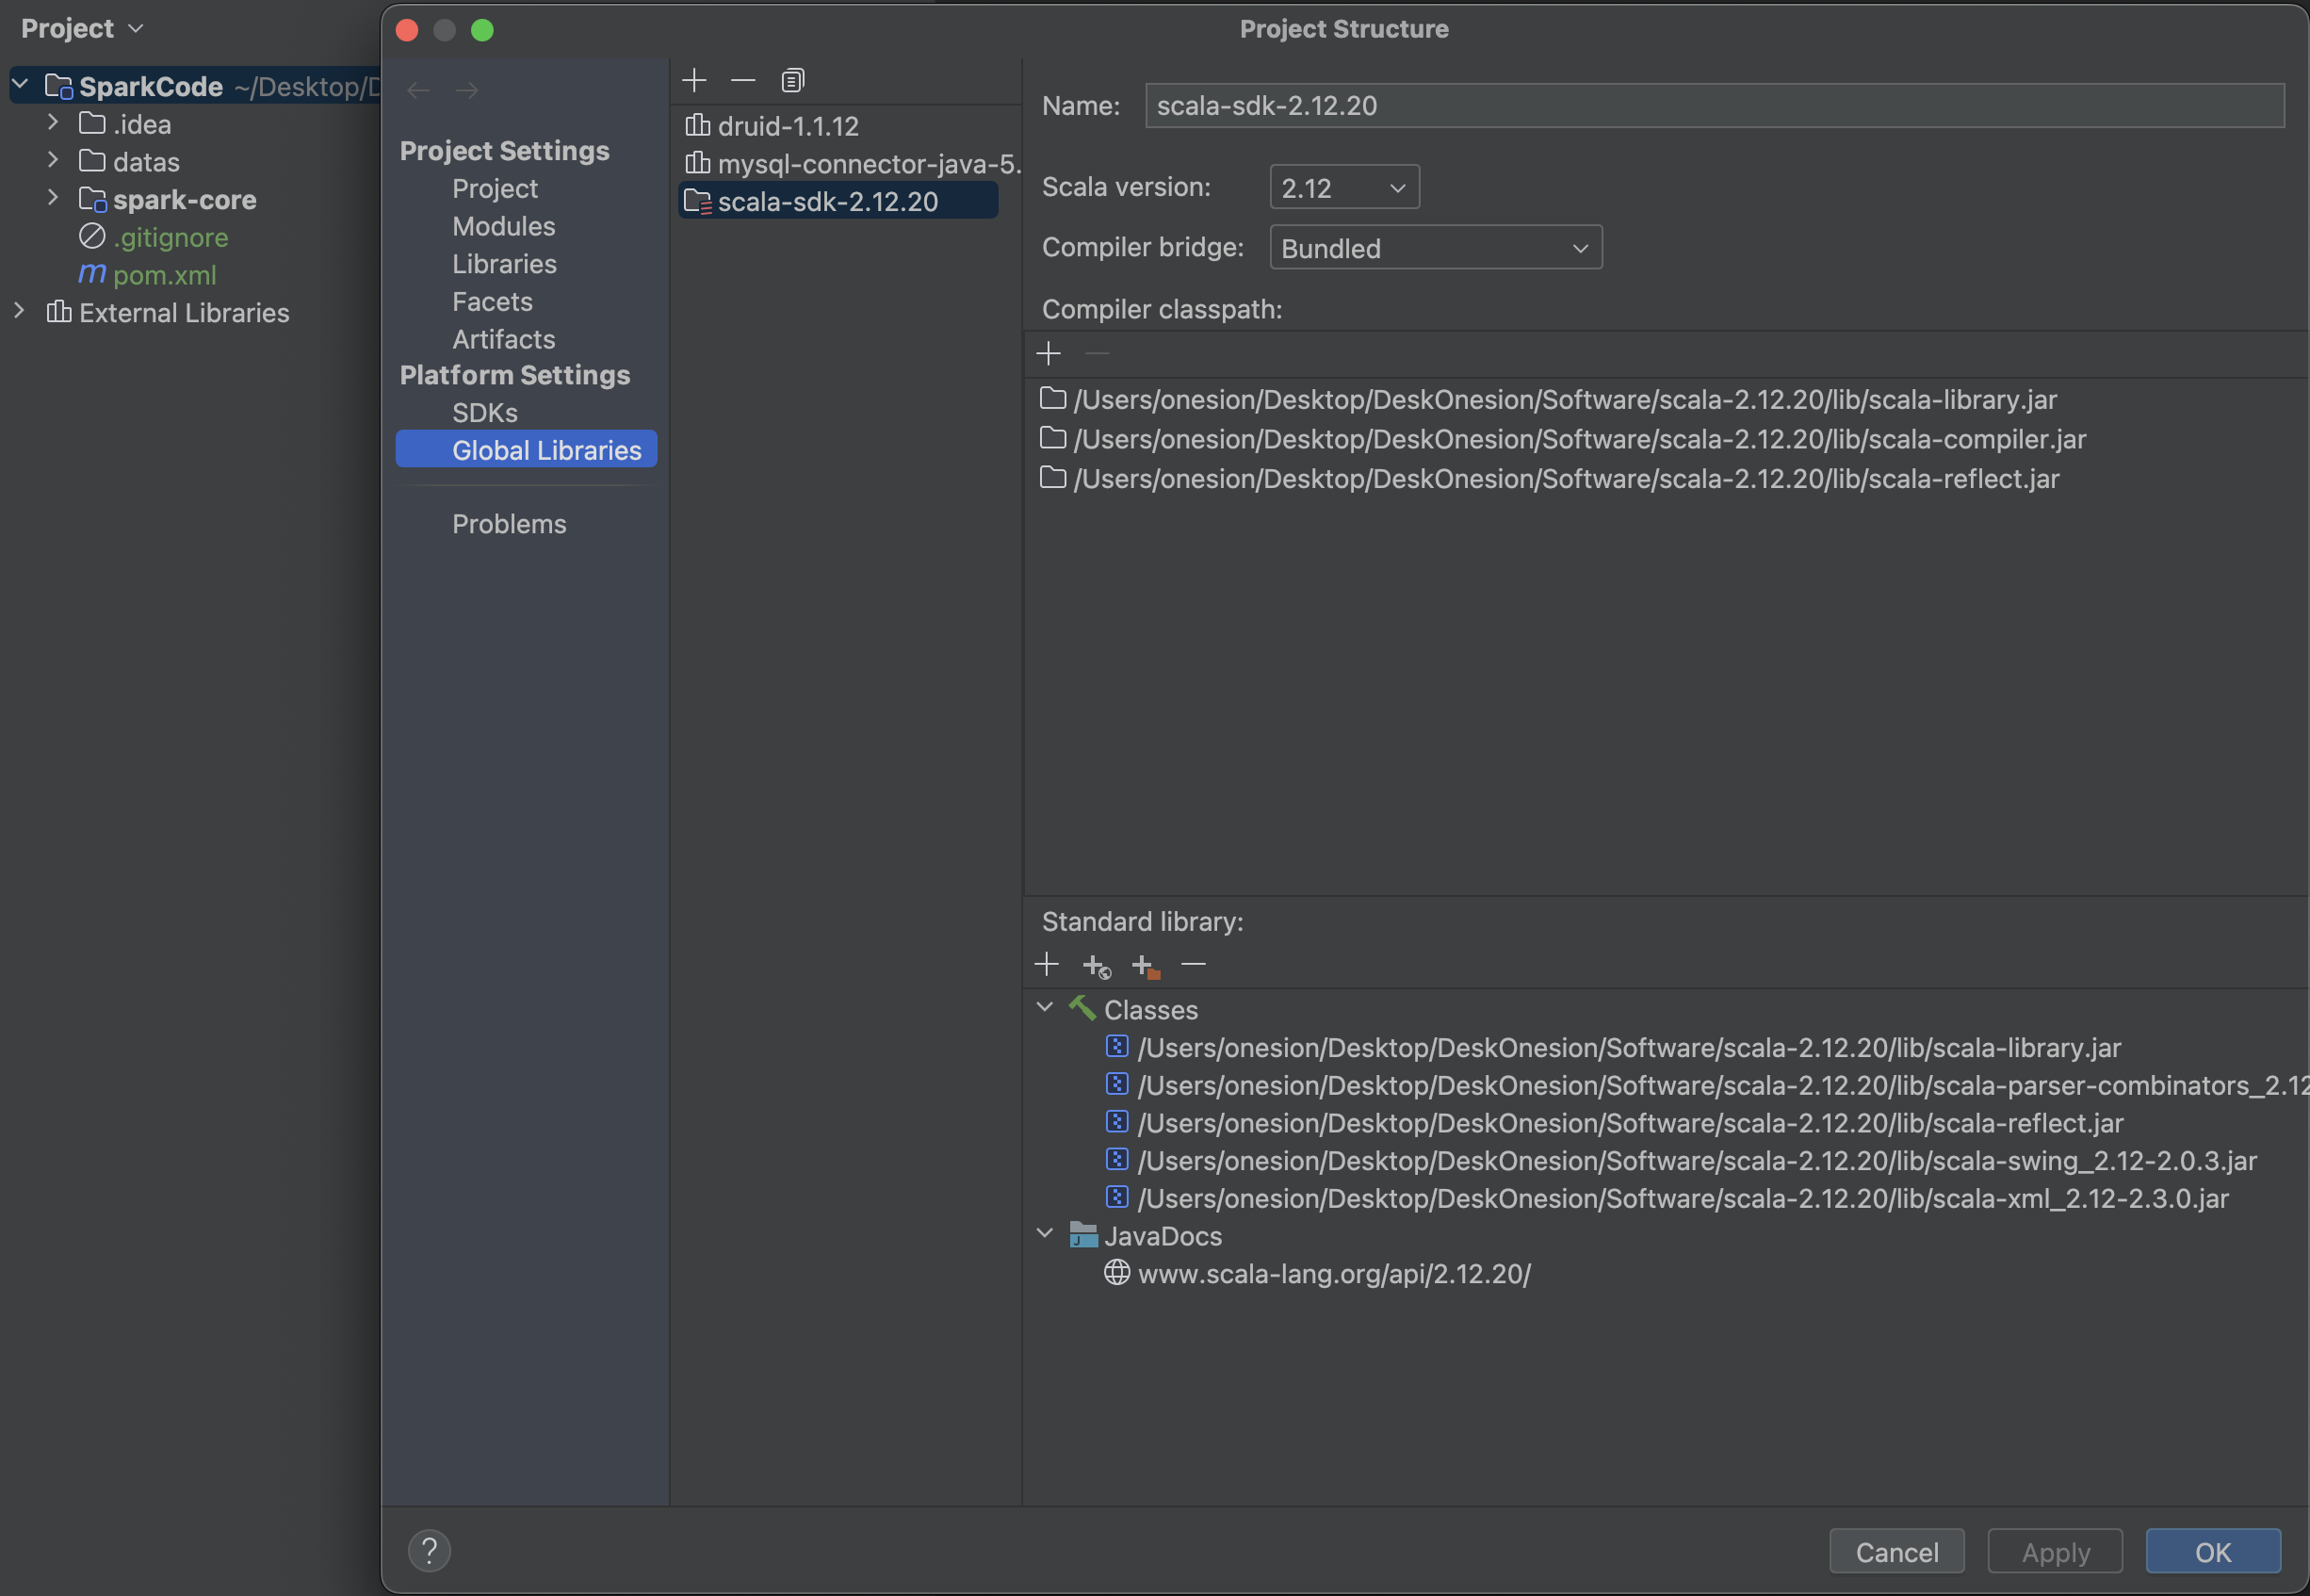 Project
SparkCode ~/Desktop/D
.idea
datas
spark-core
.gitignore
pom.xml
External Libraries
Project Structure
Project Settings
Project
Modules
Libraries
Facets
Artifacts
Platform Settings
SDKs
Global Libraries
Problems
druid-1.1.12
mysql-connector-java-5.
scala-sdk-2.12.20
Name: scala-sdk-2.12.20
Scala version: 2.12
Compiler bridge: Bundled
Compiler classpath:
/Users/onesion/Desktop/DeskOnesion/Software/scala-2.12.20/lib/scala-library.jar
/Users/onesion/Desktop/DeskOnesion/Software/scala-2.12.20/lib/scala-compiler.jar
/Users/onesion/Desktop/DeskOnesion/Software/scala-2.12.20/lib/scala-reflect.jar
Standard library:
Classes
/Users/onesion/Desktop/DeskOnesion/Software/scala-2.12.20/lib/scala-library.jar
/Users/onesion/Desktop/DeskOnesion/Software/scala-2.12.20/lib/scala-parser-combinators_2.12
/Users/onesion/Desktop/DeskOnesion/Software/scala-2.12.20/lib/scala-reflect.jar
/Users/onesion/Desktop/DeskOnesion/Software/scala-2.12.20/lib/scala-swing_2.12-2.0.3.jar
/Users/onesion/Desktop/DeskOnesion/Software/scala-2.12.20/lib/scala-xml_2.12-2.3.0.jar
JavaDocs
www.scala-lang.org/api/2.12.20/
?
Cancel
Apply
OK